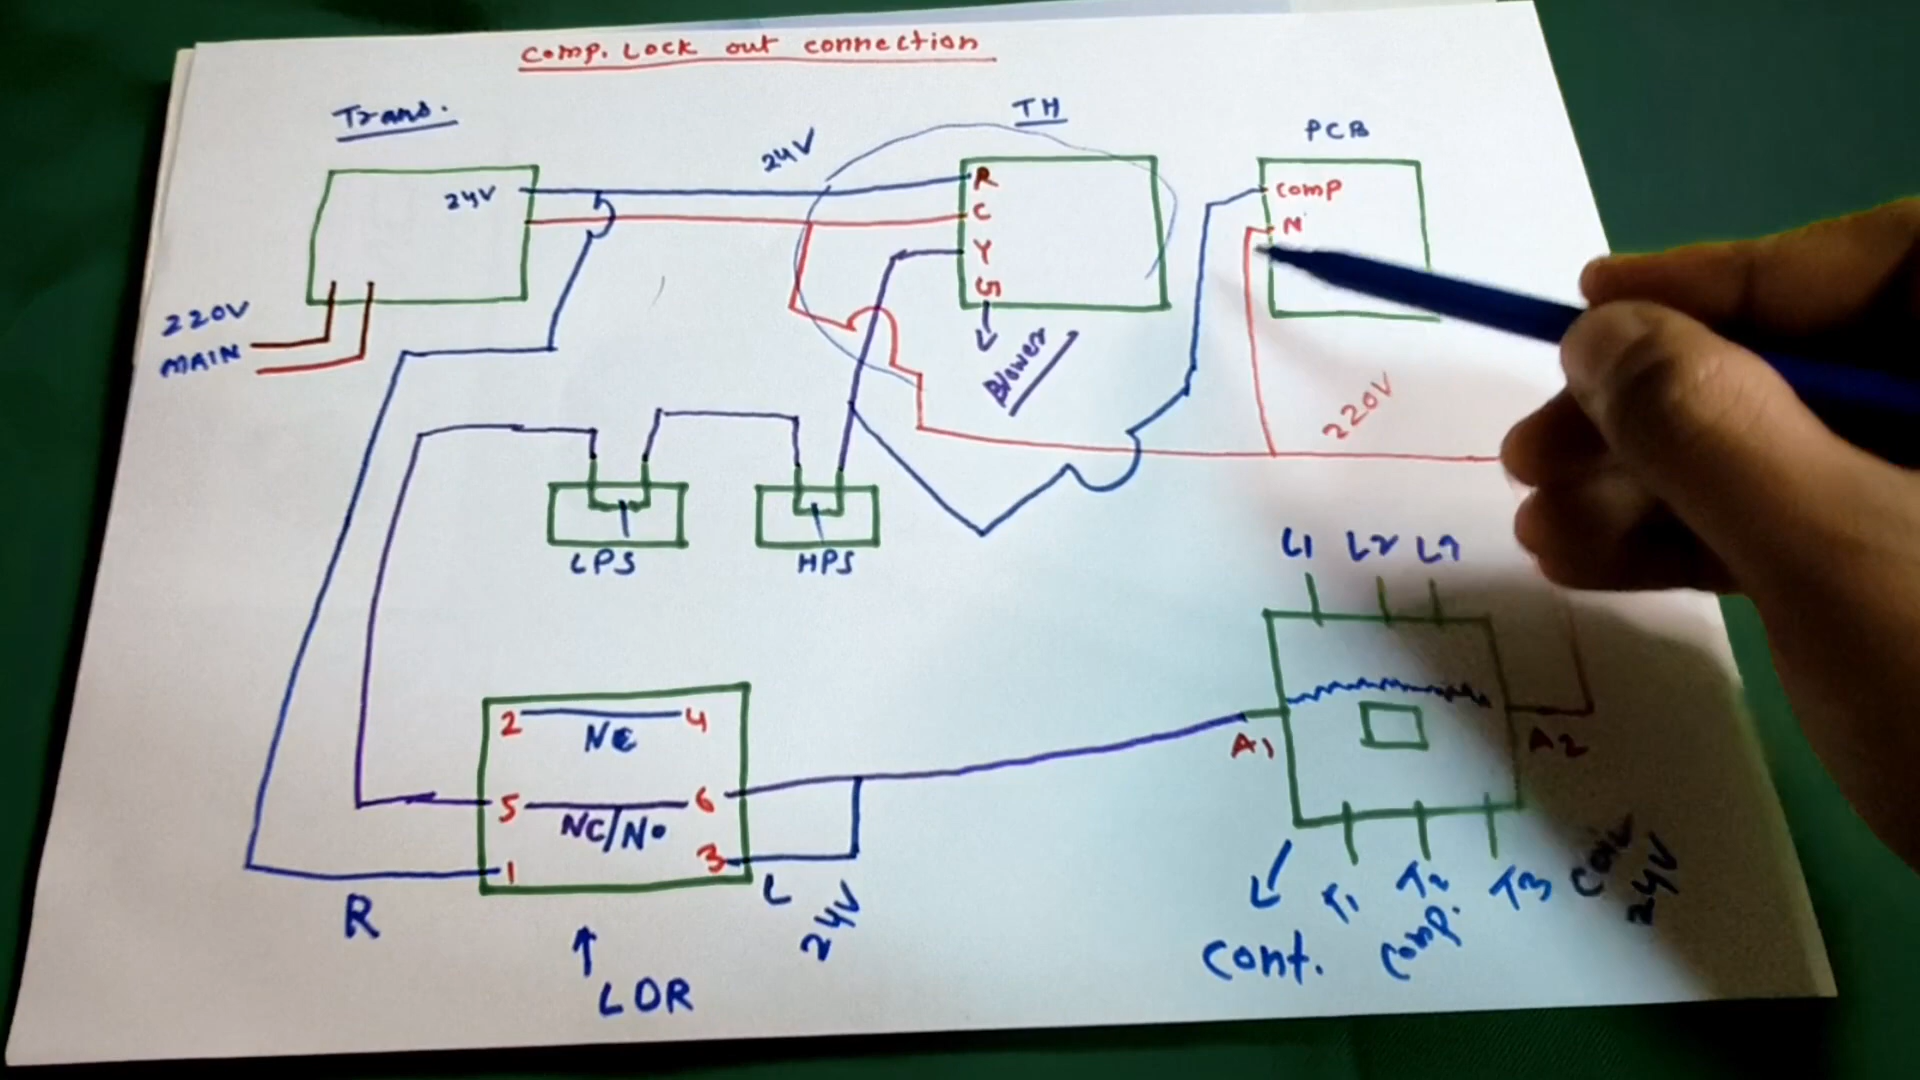 Comp. Lock out connection
Trans.
TH
PCB
24V
24V
R
C
Y
G
Comp
N
220V
MAIN
Blower
220V
LPS
HPS
L1 L2 L3
2 4
NC
5 6
NC/NO
1 3
R
L
24V
LOR
A1
A2
T1 T2 T3
Comp.
Cont.
Coil
24V